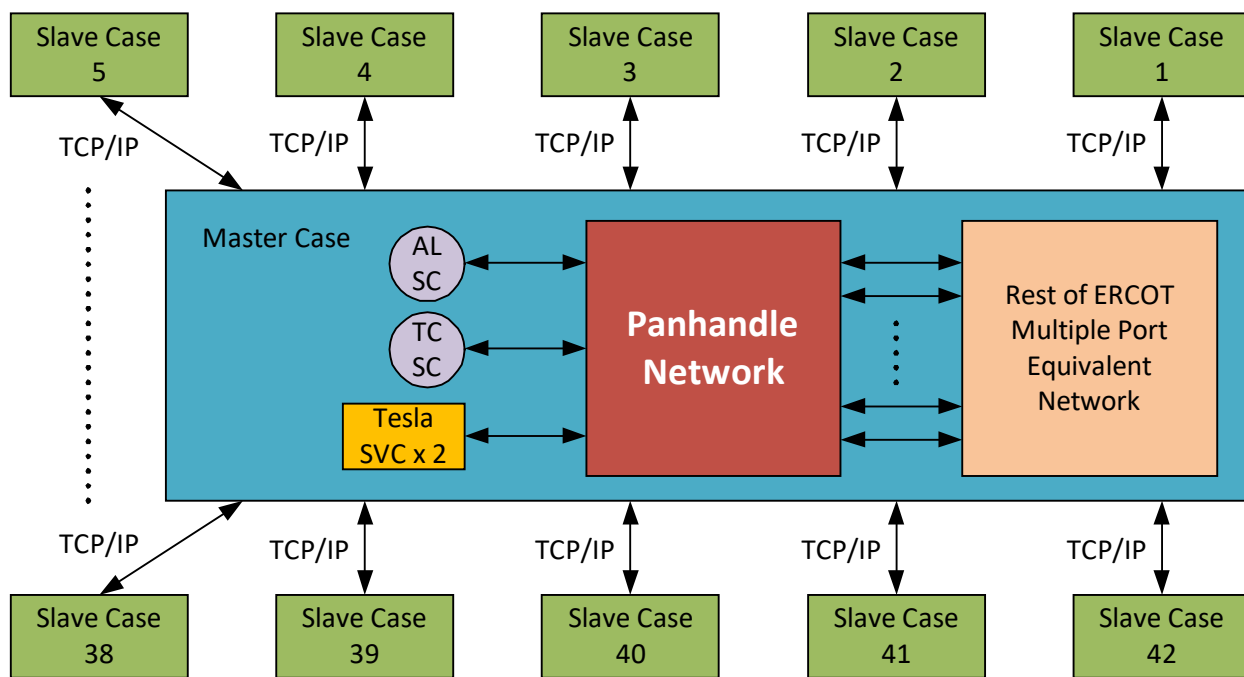 Slave Case
5
Slave Case
4
Slave Case
3
Slave Case
2
Slave Case
1
TCP/IP
TCP/IP
TCP/IP
TCP/IP
TCP/IP
Master Case
AL
SC
TC
SC
Tesla
SVC x 2
Panhandle
Network
Rest of ERCOT
Multiple Port
Equivalent
Network
TCP/IP
TCP/IP
TCP/IP
TCP/IP
TCP/IP
Slave Case
38
Slave Case
39
Slave Case
40
Slave Case
41
Slave Case
42